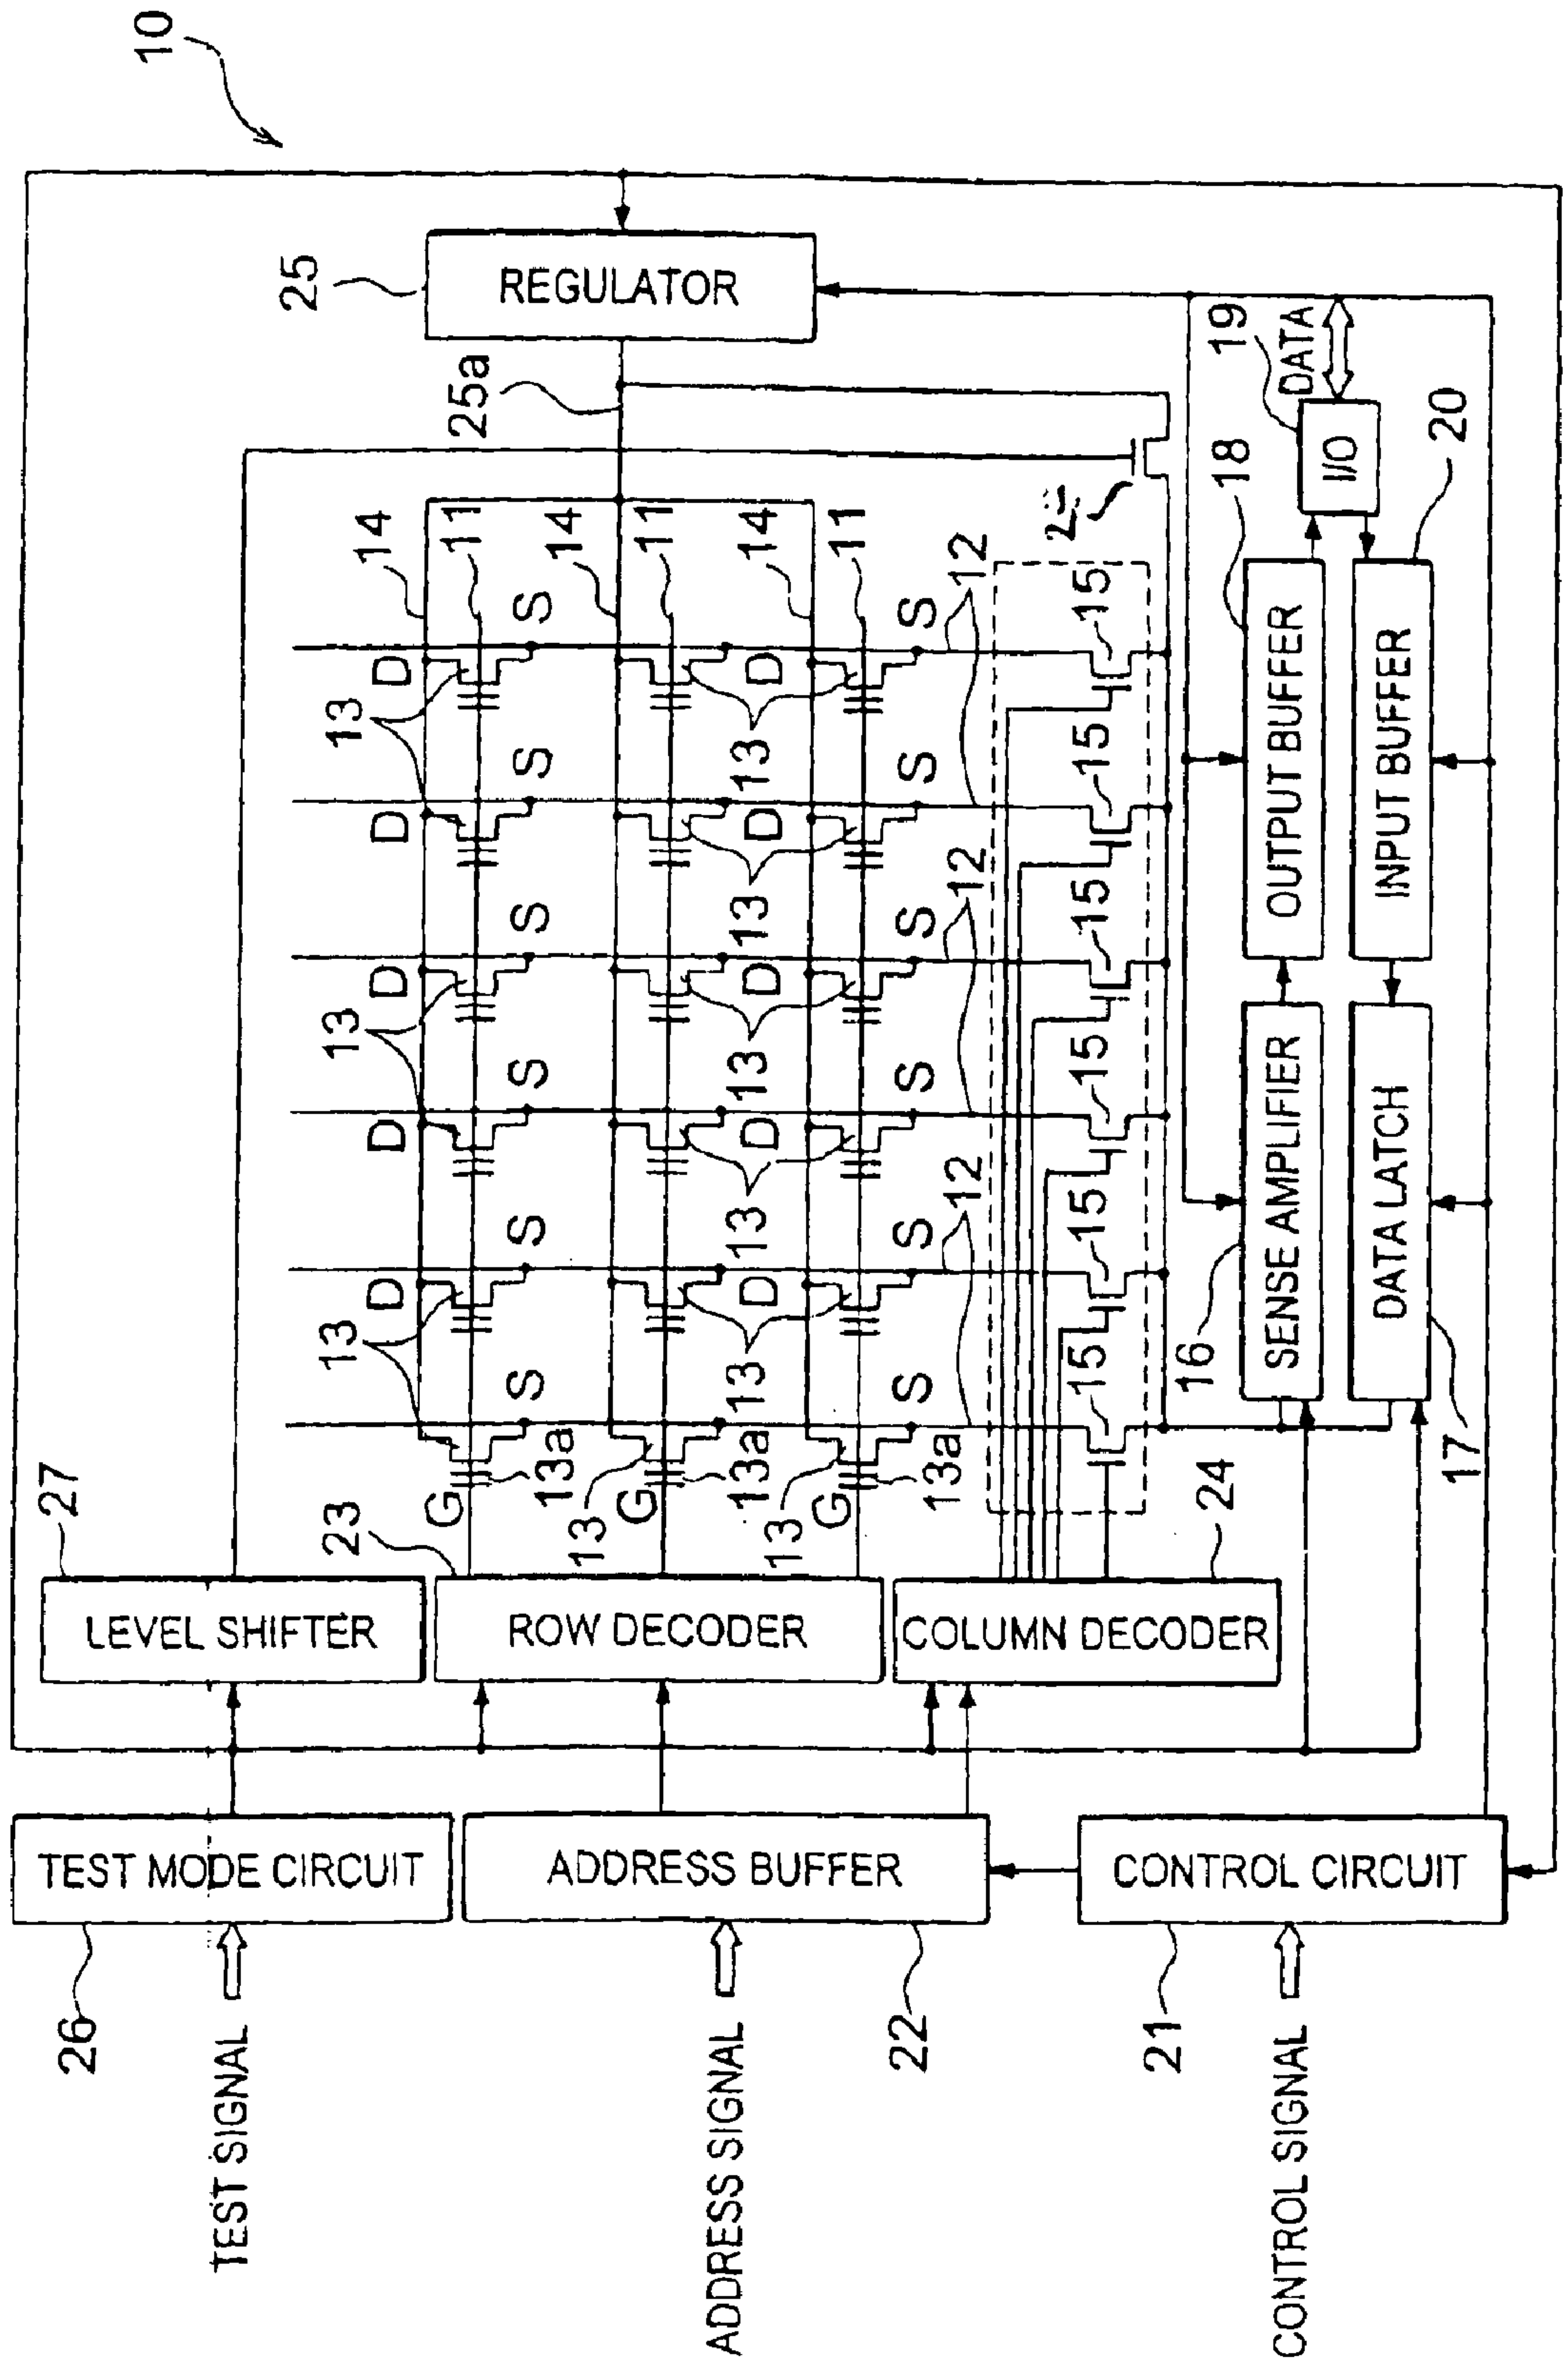 10
25
REGULATOR
25a
14
11
14
11
14
11
S
S
D
D
13
13
12
15
19
DATA
I/O
18
20
OUTPUT BUFFER
INPUT BUFFER
D
S
D
S
13
15
D
S
D
S
13
13
12
15
D
S
D
S
13
15
D
S
D
S
13
13
12
15
16
SENSE AMPLIFIER
DATA LATCH
17
S
S
13
15
G
13a
13
G
13a
13
G
13a
27
LEVEL SHIFTER
23
ROW DECODER
24
COLUMN DECODER
TEST MODE CIRCUIT
ADDRESS BUFFER
CONTROL CIRCUIT
26
22
21
TEST SIGNAL
ADDRESS SIGNAL
CONTROL SIGNAL